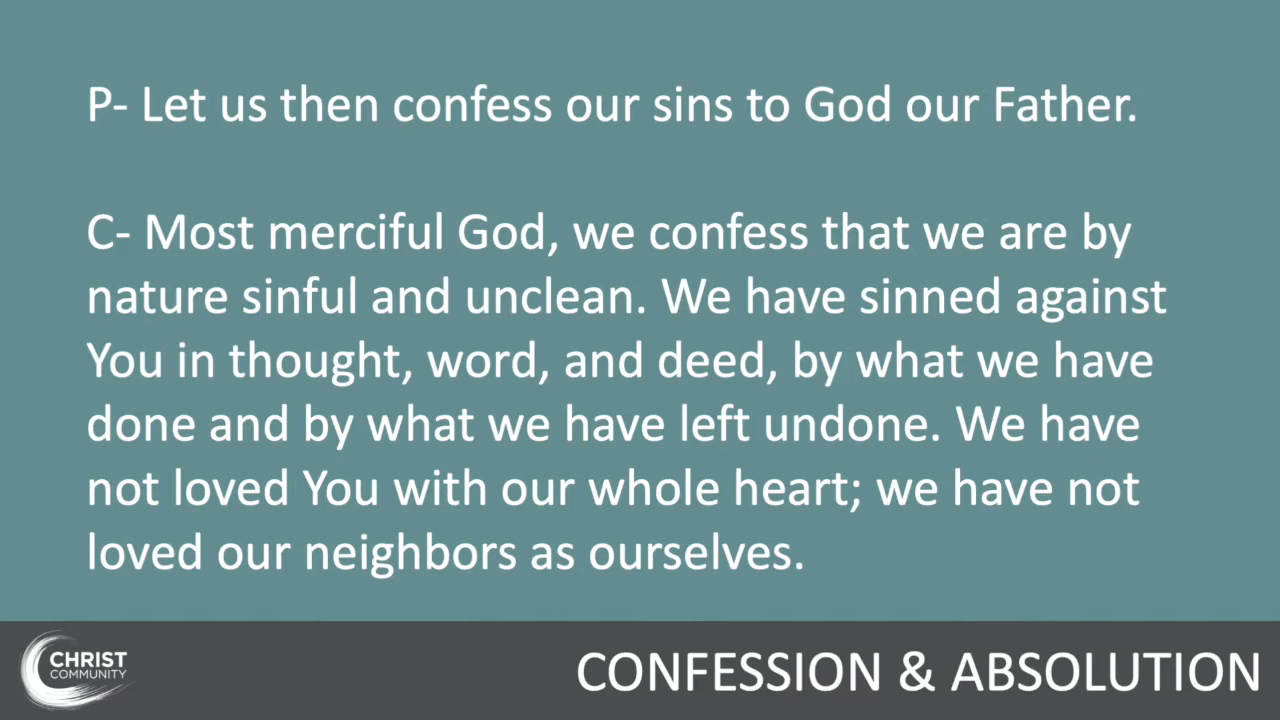 P- Let us then confess our sins to God our Father.
C- Most merciful God, we confess that we are by
nature sinful and unclean. We have sinned against
You in thought, word, and deed, by what we have
done and by what we have left undone. We have
not loved You with our whole heart; we have not
loved our neighbors as ourselves.
CHRIST
COMMUNITY
CONFESSION & ABSOLUTION